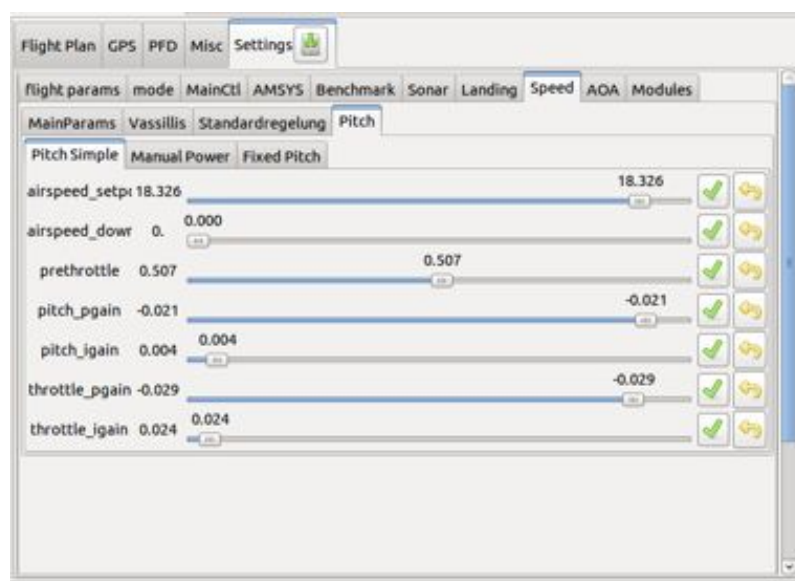 Flight Plan GPS PFD Misc Settings
flight params mode MainCtl AMSYS Benchmark Sonar Landing Speed AOA Modules
MainParams Vassillis Standardregelung Pitch
Pitch Simple Manual Power Fixed Pitch
airspeed_setp 18.326 18.326
airspeed_dowr 0. 0.000
prethrottle 0.507 0.507
pitch_pgain -0.021 -0.021
pitch_igain 0.004 0.004
throttle_pgain -0.029 -0.029
throttle_igain 0.024 0.024